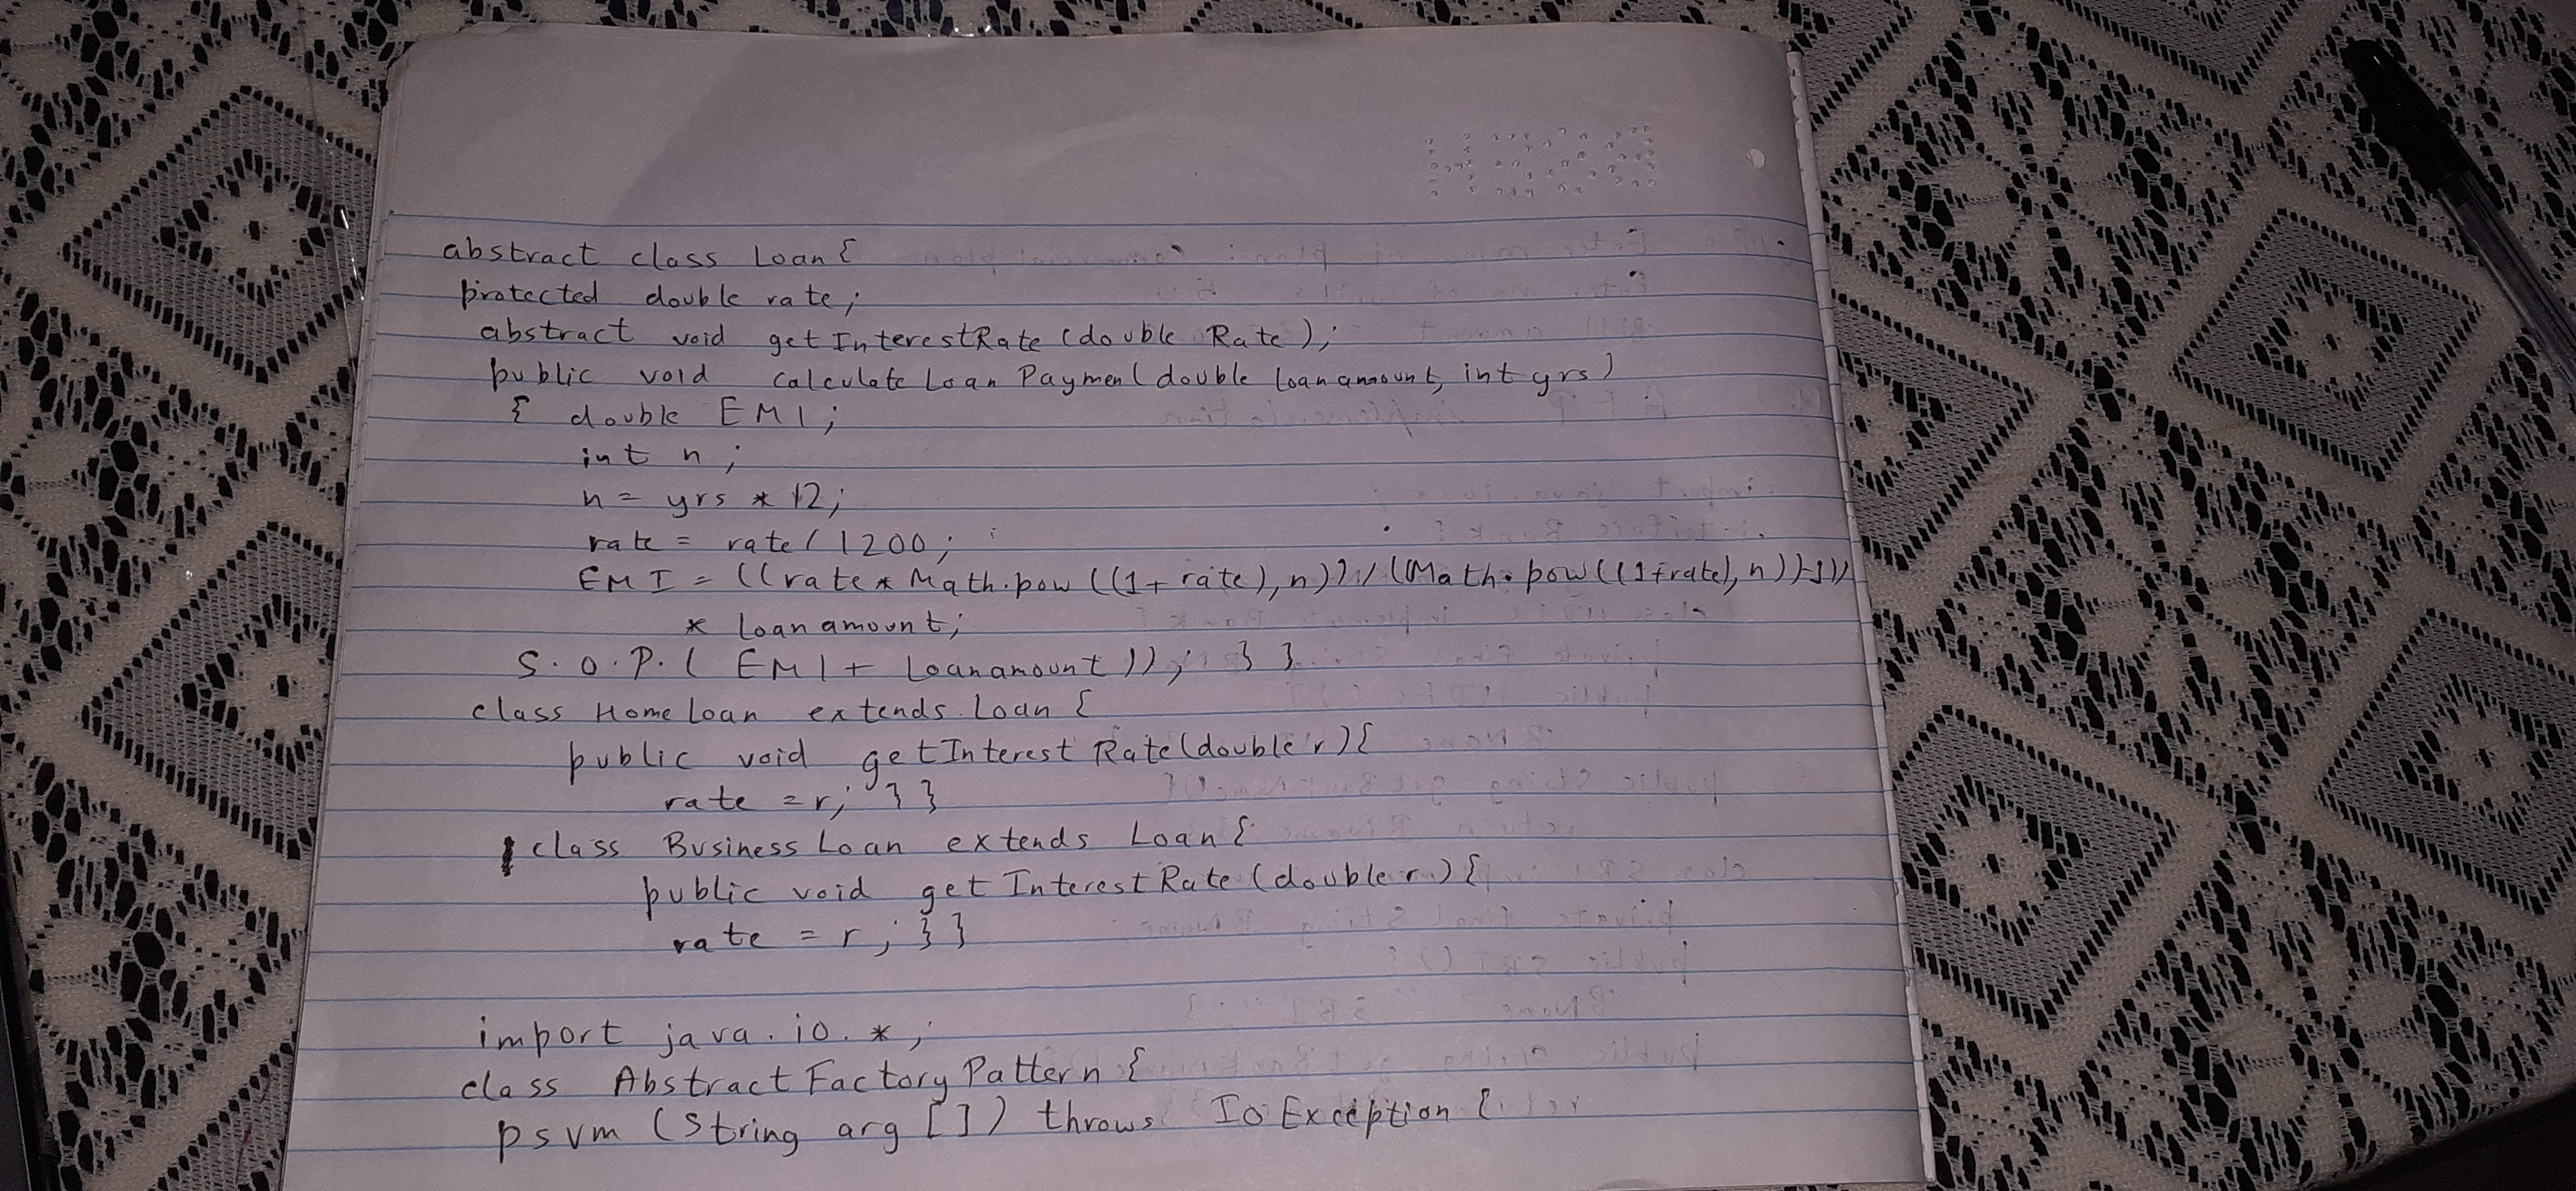 abstract class loan{
protected double rate;
abstract void getInterestRate (double Rate);
public void calculate Loan Paymen(double loanamount, int yrs)
{ double EMI;
int n;
n = yrs * 12;
rate = rate/1200;
EMI = ((rate*Math.pow((1+rate),n))/((Math.pow((1+rate),n))-1))
* loanamount;
S.O.P.( EMI + Loanamount)); } }
class HomeLoan extends Loan {
public void getInterestRate(double r){
rate = r; } }
class BusinessLoan extends Loan{
public void getInterestRate(double r){
rate = r; } }
import java.io.*;
class AbstractFactoryPattern {
psvm (String arg []) throws IOException {